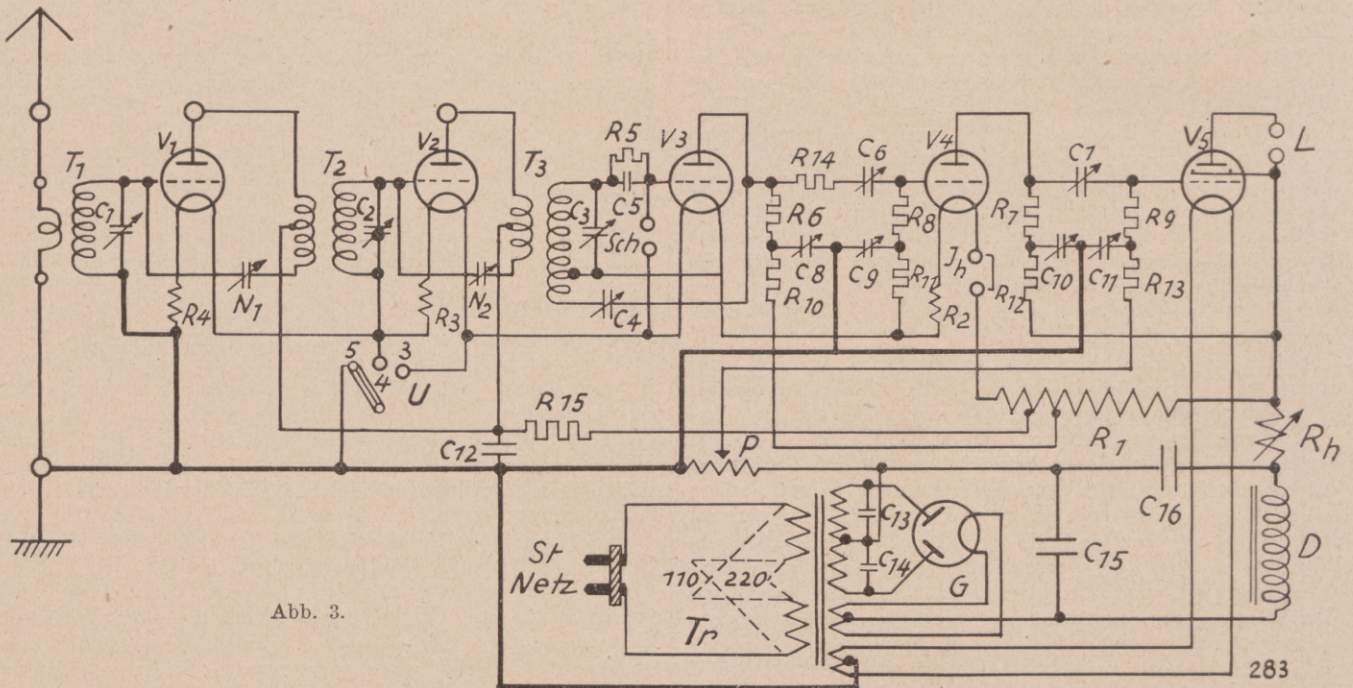 T1
C1
V1
R4
N1
T2
C2
V2
R3
N2
T3
C3
R5
C5
Sch
C4
V3
R14
C6
R6
R8
C8
C9
R10
R11
V4
R2
Jh
R12
R7
C7
R9
C10
C11
R13
V5
L
5
3
4
U
R15
C12
P
R1
Rh
C16
C15
D
St
Netz
110
220
Tr
C13
C14
G
Abb. 3.
283